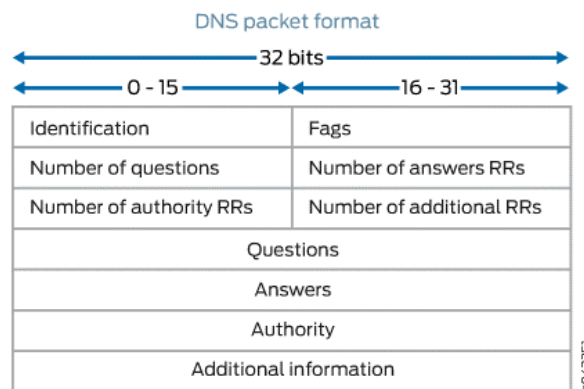 DNS packet format
32 bits
0 - 15 16 - 31
Identification Fags
Number of questions Number of answers RRs
Number of authority RRs Number of additional RRs
Questions
Answers
Authority
Additional information